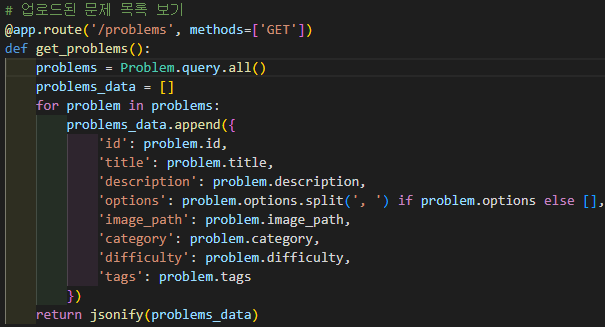 # 업로드된 문제 목록 보기
@app.route('/problems', methods=['GET'])
def get_problems():
    problems = Problem.query.all()
    problems_data = []
    for problem in problems:
        problems_data.append({
            'id': problem.id,
            'title': problem.title,
            'description': problem.description,
            'options': problem.options.split(', ') if problem.options else [],
            'image_path': problem.image_path,
            'category': problem.category,
            'difficulty': problem.difficulty,
            'tags': problem.tags
        })
    return jsonify(problems_data)